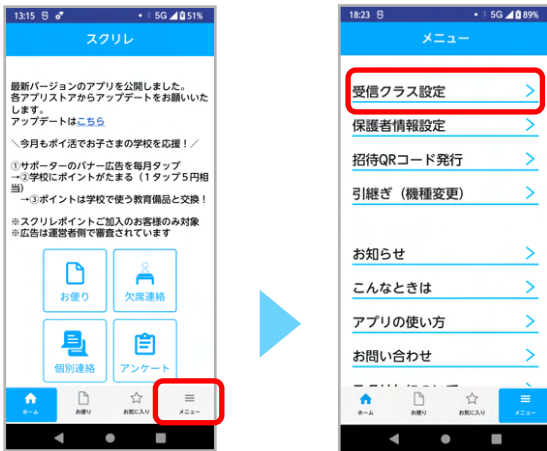 13:15
5G
51%
スクリレ
最新バージョンのアプリを公開しました。
各アプリストアからアップデートをお願いいた
します。
アップデートはこちら
＼今月もポイ活でお子さまの学校を応援！／
①サポーターのバナー広告を毎月タップ
→②学校にポイントがたまる（1タップ5円相
当）
→③ポイントは学校で使う教育備品と交換！
※スクリレポイントご加入のお客様のみ対象
※広告は運営者側で審査されています
お便り
欠席連絡
個別連絡
アンケート
ホーム
お便り
お気に入り
メニュー
18:23
5G
89%
メニュー
受信クラス設定
保護者情報設定
招待QRコード発行
引継ぎ（機種変更）
お知らせ
こんなときは
アプリの使い方
お問い合わせ
ホーム
お便り
お気に入り
メニュー